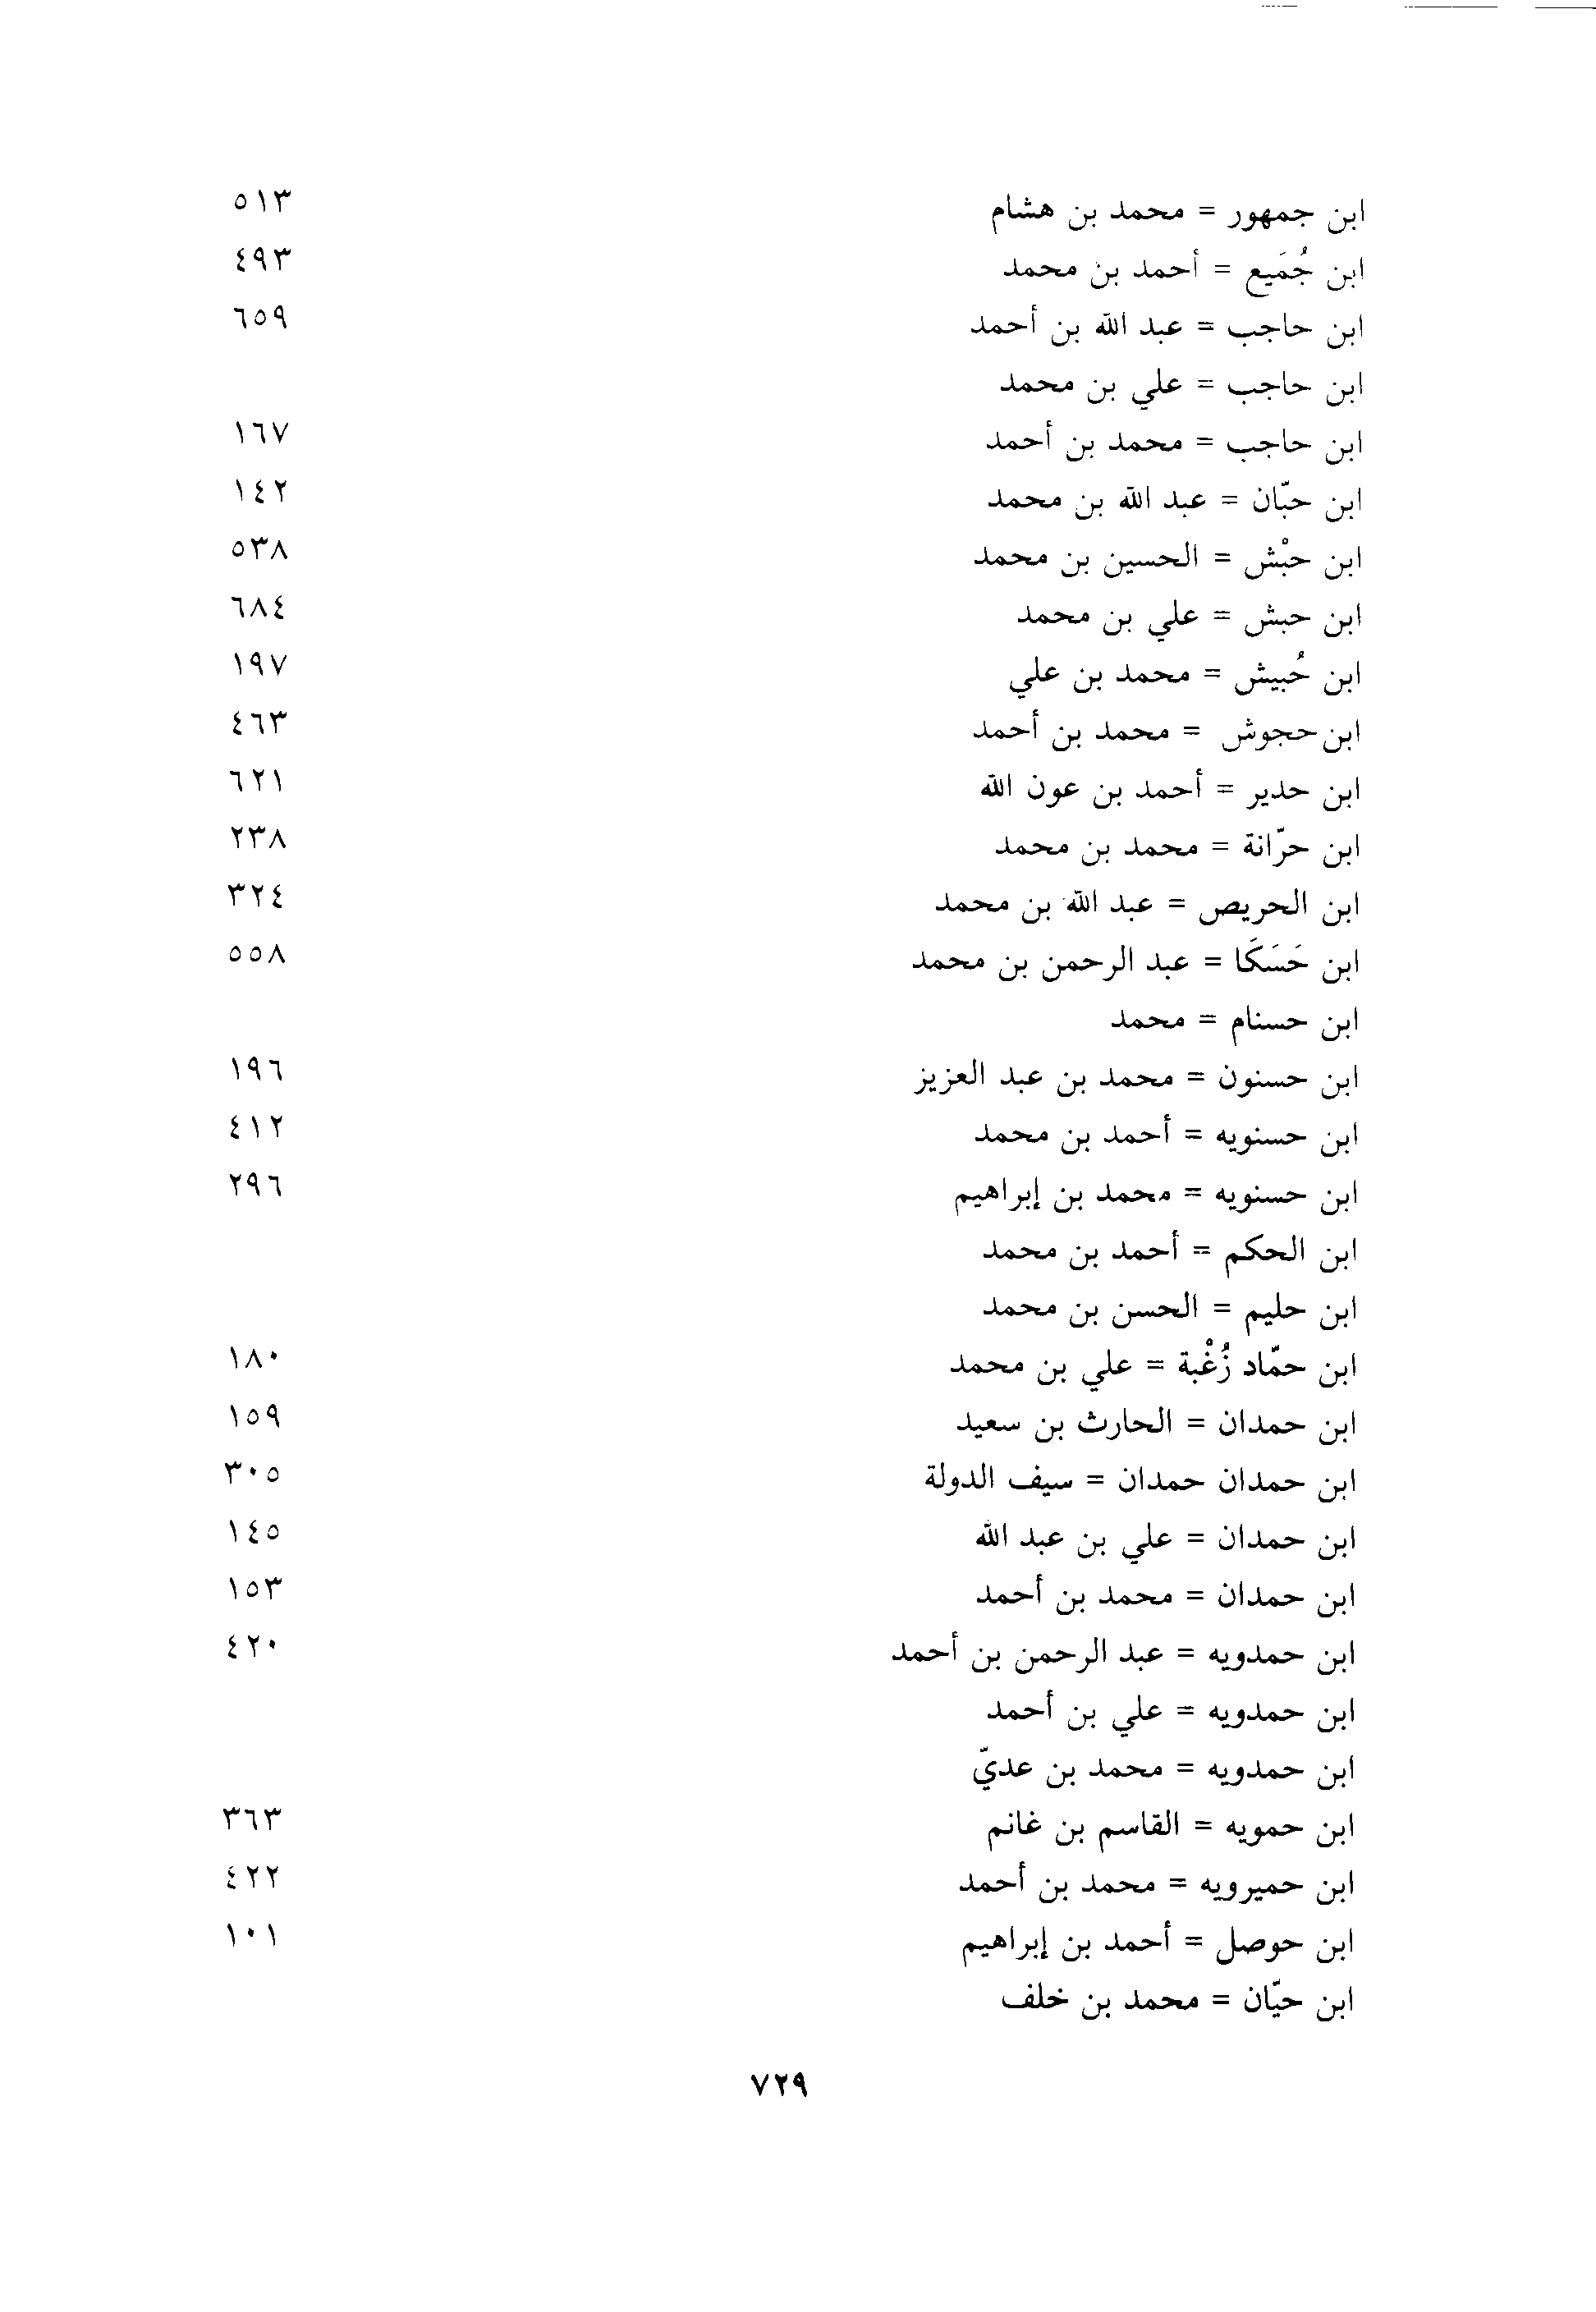 ابن جمهور = محمد بن هشام ٥١٣
ابن جُمَيع = أحمد بن محمد ٤٩٣
ابن حاجب = عبد الله بن أحمد ٦٥٩
ابن حاجب = علي بن محمد
ابن حاجب = محمد بن أحمد ١٦٧
ابن حبّان = عبد الله بن محمد ١٤٢
ابن حبْش = الحسين بن محمد ٥٣٨
ابن حبش = علي بن محمد ٦٨٤
ابن حُبيش = محمد بن علي ١٩٧
ابن حجوش = محمد بن أحمد ٤٦٣
ابن حدير = أحمد بن عون الله ٦٢١
ابن حرّانة = محمد بن محمد ٢٣٨
ابن الحريص = عبد الله بن محمد ٣٢٤
ابن حَسَكَا = عبد الرحمن بن محمد ٥٥٨
ابن حسنام = محمد
ابن حسنون = محمد بن عبد العزيز ١٩٦
ابن حسنويه = أحمد بن محمد ٤١٢
ابن حسنويه = محمد بن إبراهيم ٢٩٦
ابن الحكم = أحمد بن محمد
ابن حليم = الحسن بن محمد
ابن حمّاد زُغْبة = علي بن محمد ١٨٠
ابن حمدان = الحارث بن سعيد ١٥٩
ابن حمدان حمدان = سيف الدولة ٣٠٥
ابن حمدان = علي بن عبد الله ١٤٥
ابن حمدان = محمد بن أحمد ١٥٣
ابن حمدويه = عبد الرحمن بن أحمد ٤٢٠
ابن حمدويه = علي بن أحمد
ابن حمدويه = محمد بن عديّ
ابن حمويه = القاسم بن غانم ٣٦٣
ابن حميرويه = محمد بن أحمد ٤٢٢
ابن حوصل = أحمد بن إبراهيم ١٠١
ابن حيّان = محمد بن خلف
٧٢٩